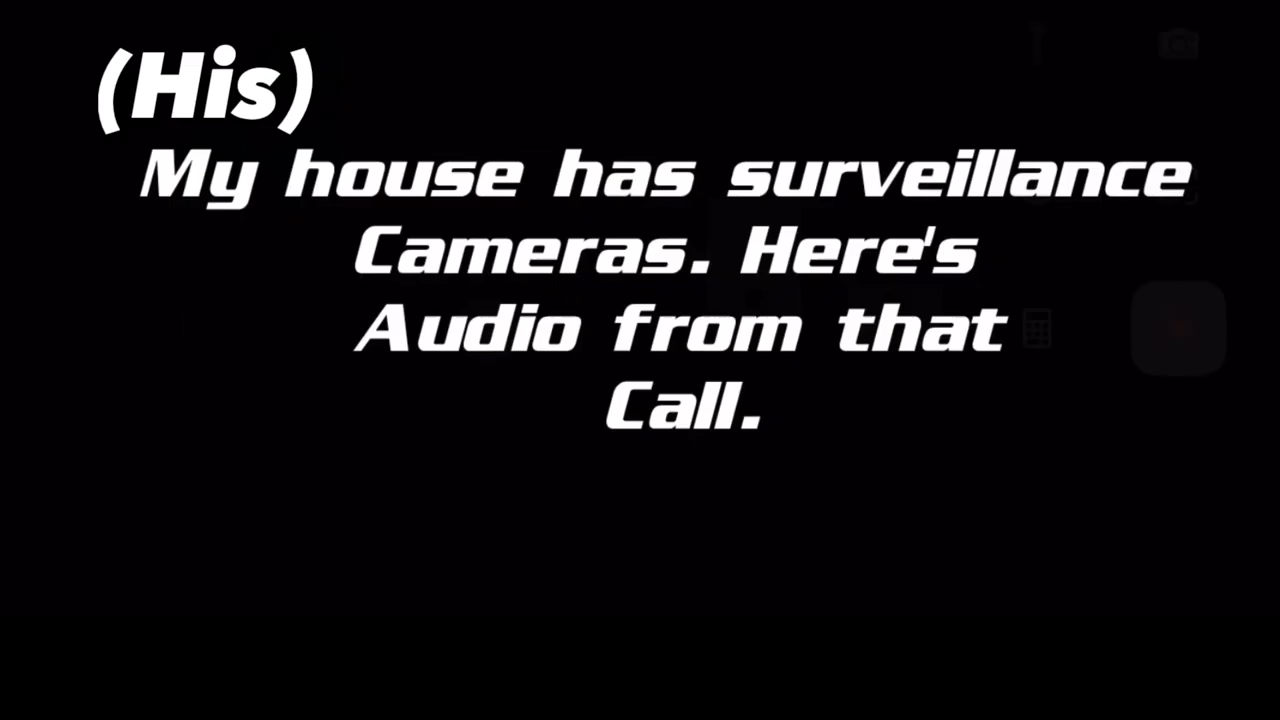 (His)
My house has surveillance
Cameras. Here's
Audio from that
Call.